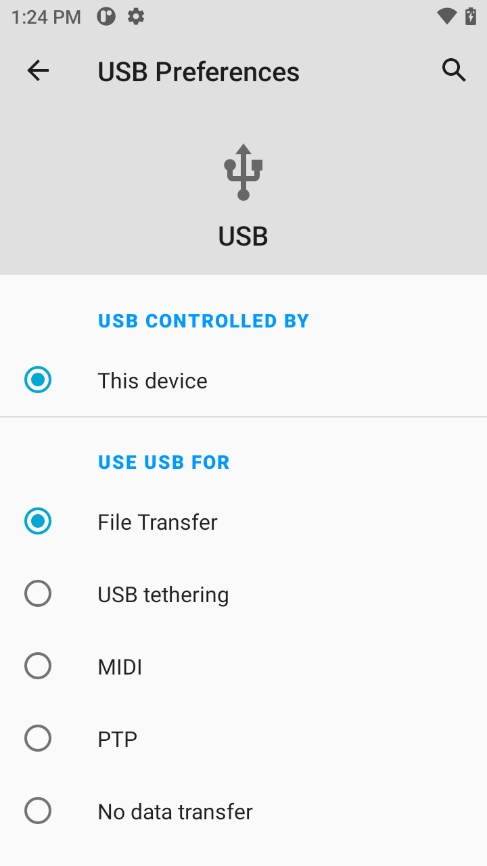 1:24 PM
USB Preferences
USB
USB CONTROLLED BY
This device
USE USB FOR
File Transfer
USB tethering
MIDI
PTP
No data transfer